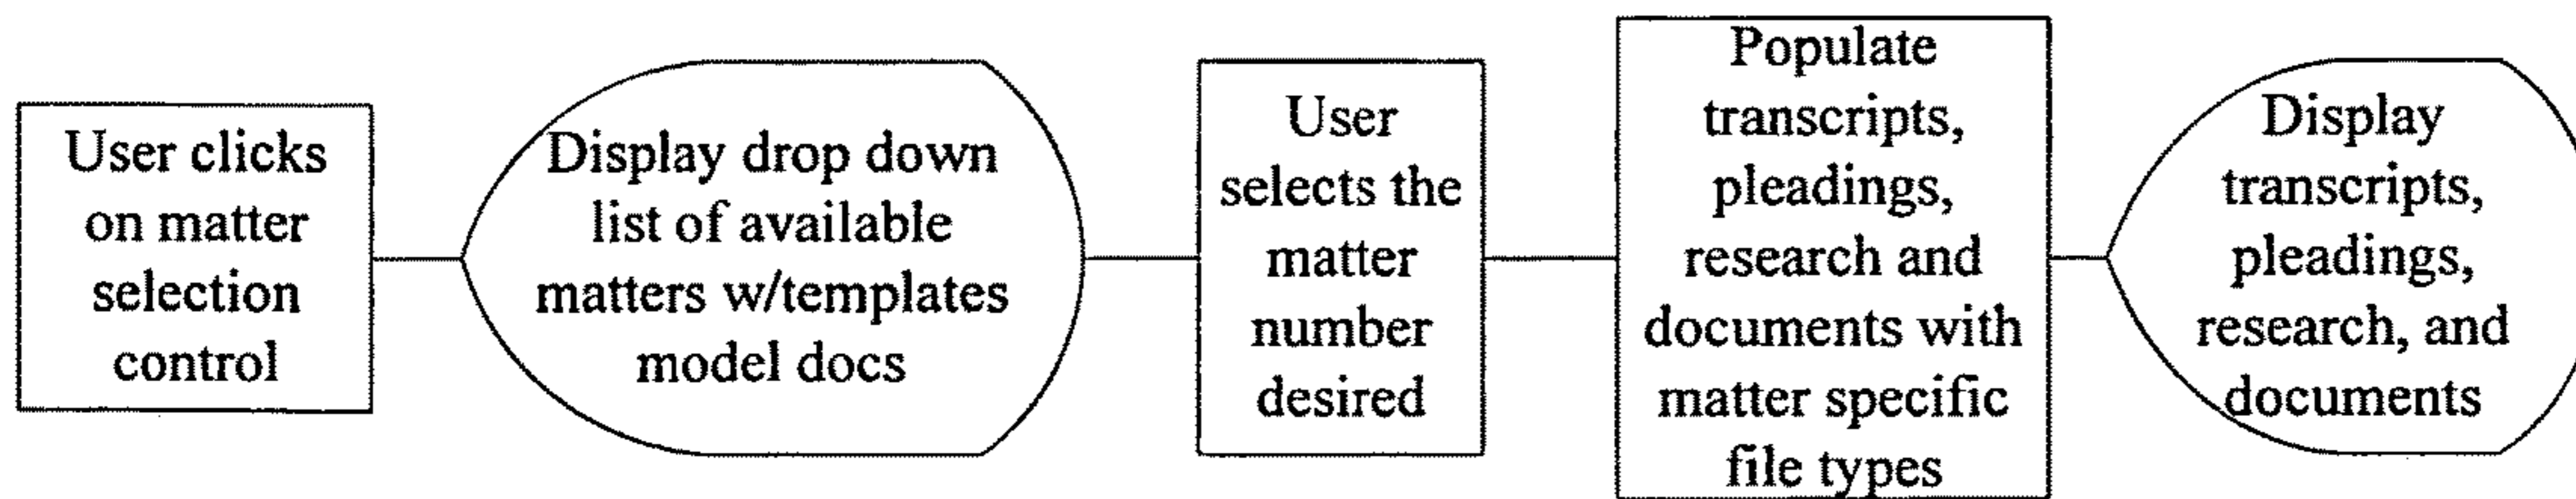 User clicks
on matter
selection
control
Display drop down
list of available
matters w/templates
model docs
User
selects the
matter
number
desired
Populate
transcripts,
pleadings,
research and
documents with
matter specific
file types
Display
transcripts,
pleadings,
research, and
documents